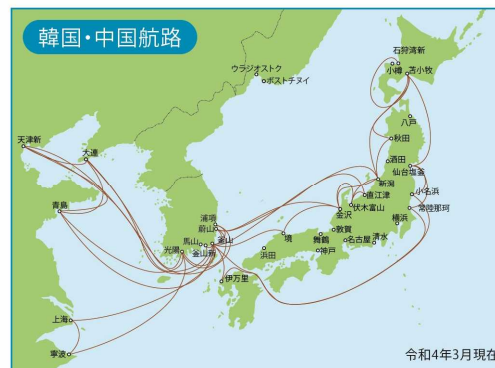 韓国・中国航路
石狩湾新
小樽
苫小牧
ウラジオストク
ボストチヌイ
八戸
秋田
酒田
仙台塩釜
新潟
小名浜
直江津
伏木富山
常陸那珂
金沢
敦賀
横浜
清水
名古屋
舞鶴
神戸
境
浜田
伊万里
天津新
大連
青島
浦項
蔚山
釜山
馬山
釜山新
光陽
上海
寧波
令和4年3月現在